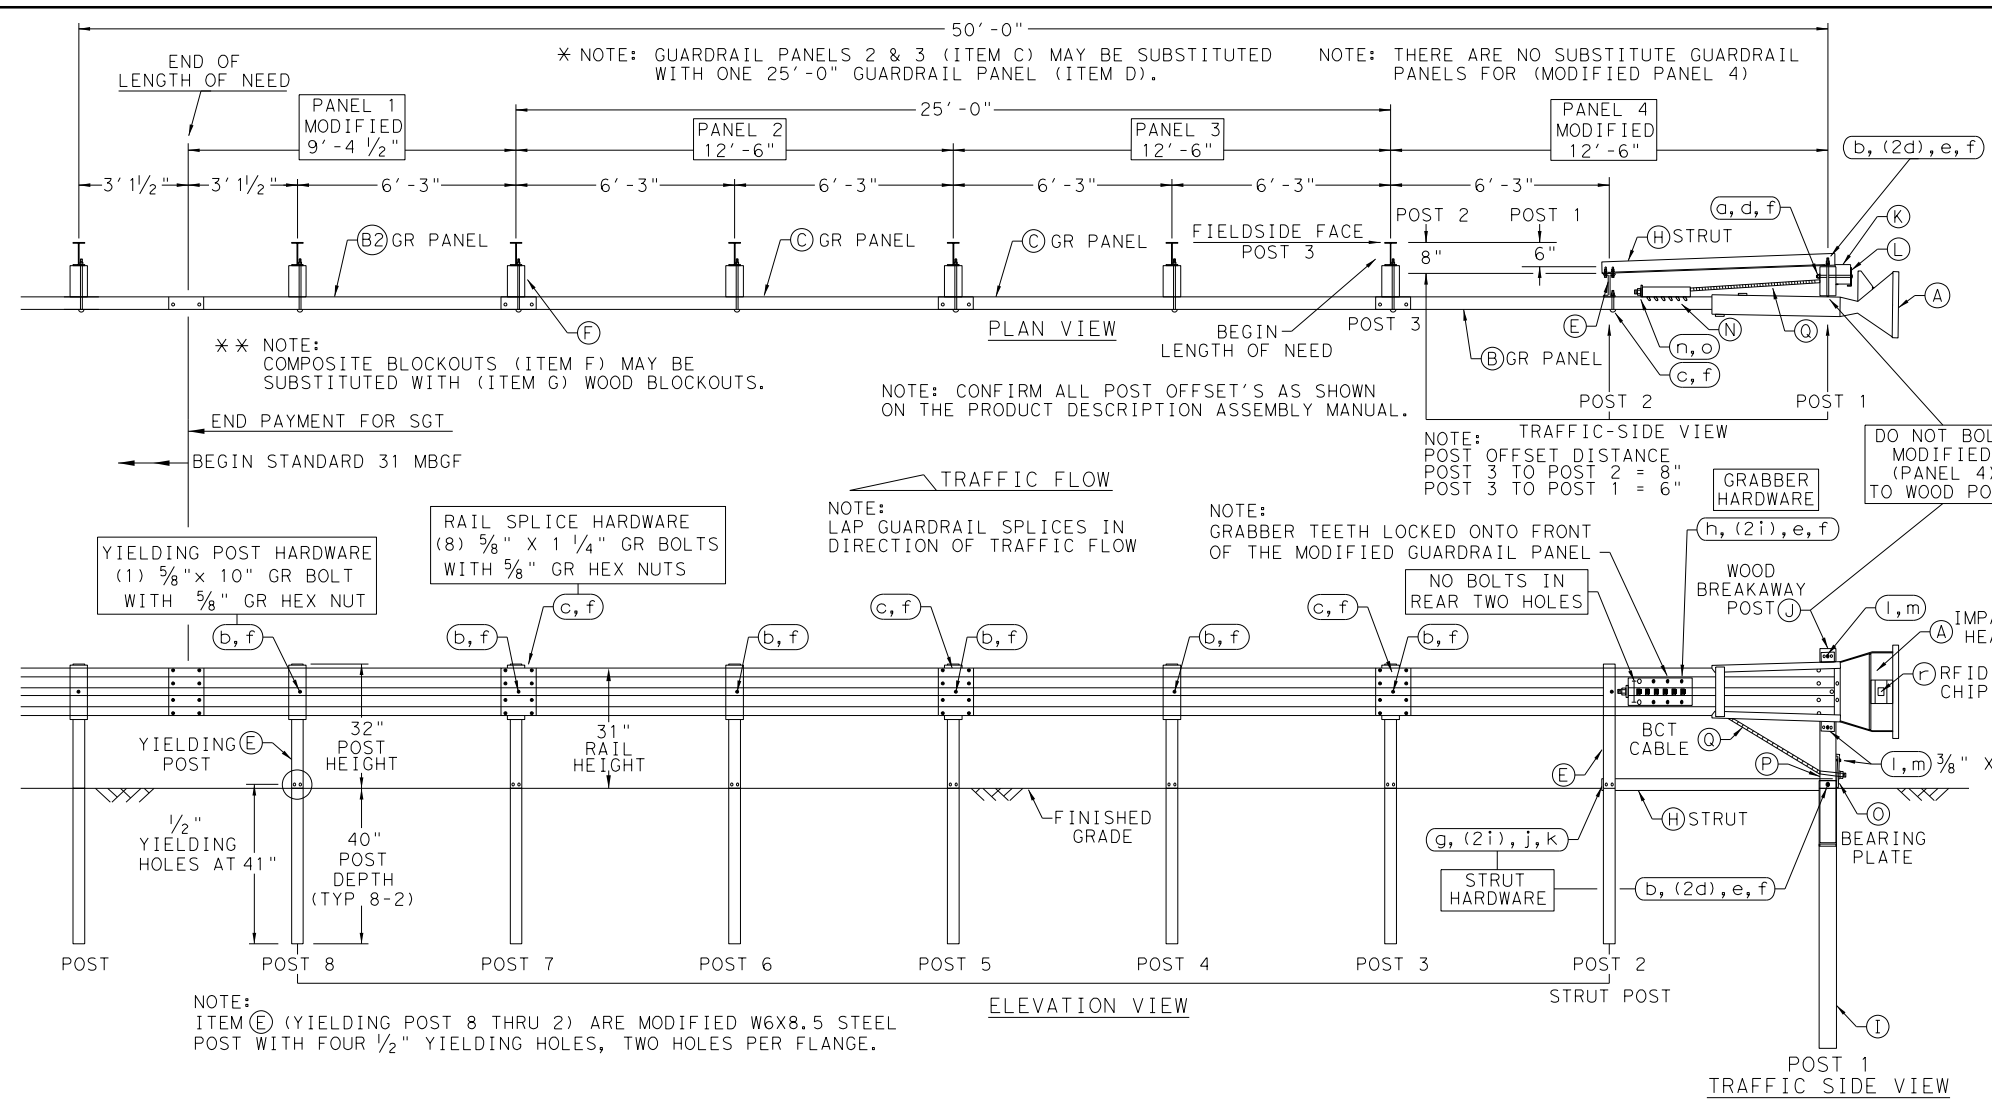 50'-0"
* NOTE: GUARDRAIL PANELS 2 & 3 (ITEM C) MAY BE SUBSTITUTED
WITH ONE 25'-0" GUARDRAIL PANEL (ITEM D).
NOTE: THERE ARE NO SUBSTITUTE GUARDRAIL
PANELS FOR (MODIFIED PANEL 4)
END OF
LENGTH OF NEED
PANEL 1
MODIFIED
9'-4 1/2"
25'-0"
PANEL 2
12'-6"
PANEL 3
12'-6"
PANEL 4
MODIFIED
12'-6"
b, (2d), e, f
3' 1/2"
3' 1/2"
6'-3"
6'-3"
6'-3"
6'-3"
6'-3"
6'-3"
POST 2
POST 1
a, d, f
K
B2 GR PANEL
C GR PANEL
C GR PANEL
FIELDSIDE FACE
POST 3
8"
6"
H STRUT
L
A
F
PLAN VIEW
BEGIN
LENGTH OF NEED
POST 3
E
N
Q
n, o
B GR PANEL
c, f
** NOTE:
COMPOSITE BLOCKOUTS (ITEM F) MAY BE
SUBSTITUTED WITH (ITEM G) WOOD BLOCKOUTS.
NOTE: CONFIRM ALL POST OFFSET'S AS SHOWN
ON THE PRODUCT DESCRIPTION ASSEMBLY MANUAL.
POST 2
POST 1
END PAYMENT FOR SGT
TRAFFIC-SIDE VIEW
NOTE:
POST OFFSET DISTANCE
POST 3 TO POST 2 = 8"
POST 3 TO POST 1 = 6"
DO NOT BOL
MODIFIED
(PANEL 4)
TO WOOD PO
BEGIN STANDARD 31 MBGF
TRAFFIC FLOW
NOTE:
LAP GUARDRAIL SPLICES IN
DIRECTION OF TRAFFIC FLOW
GRABBER
HARDWARE
NOTE:
GRABBER TEETH LOCKED ONTO FRONT
OF THE MODIFIED GUARDRAIL PANEL
h, (2i), e, f
YIELDING POST HARDWARE
(1) 5/8"x 10" GR BOLT
WITH 5/8" GR HEX NUT
RAIL SPLICE HARDWARE
(8) 5/8" X 1 1/4" GR BOLTS
WITH 5/8" GR HEX NUTS
NO BOLTS IN
REAR TWO HOLES
WOOD
BREAKAWAY
POST J
l, m
A
IMPA
HEA
c, f
c, f
c, f
b, f
b, f
b, f
b, f
b, f
b, f
r RFID
CHIP
YIELDING E
POST
32"
POST
HEIGHT
31"
RAIL
HEIGHT
BCT
CABLE
Q
P
E
l, m 3/8" X
1/2"
YIELDING
HOLES AT 41"
40"
POST
DEPTH
(TYP 8-2)
FINISHED
GRADE
H STRUT
O
BEARING
PLATE
g, (2i), j, k
STRUT
HARDWARE
b, (2d), e, f
POST
POST 8
POST 7
POST 6
POST 5
POST 4
POST 3
POST 2
STRUT POST
ELEVATION VIEW
NOTE:
ITEM E (YIELDING POST 8 THRU 2) ARE MODIFIED W6X8.5 STEEL
POST WITH FOUR 1/2" YIELDING HOLES, TWO HOLES PER FLANGE.
I
POST 1
TRAFFIC SIDE VIEW